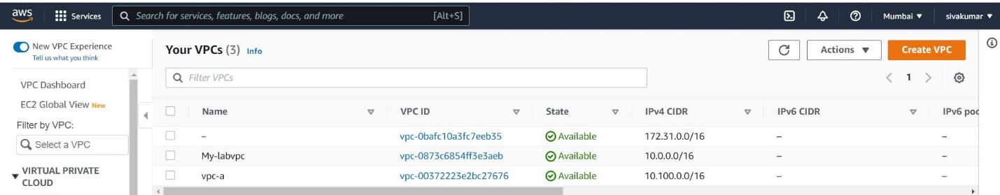 aws Services Search for services, features, blogs, docs, and more [Alt+S] Mumbai ▼ sivakumar ▼
New VPC Experience
Tell us what you think
VPC Dashboard
EC2 Global View New
Filter by VPC:
Select a VPC
VIRTUAL PRIVATE
CLOUD
Your VPCs (3) Info Actions ▼ Create VPC
Filter VPCs 1
Name VPC ID State IPv4 CIDR IPv6 CIDR IPv6 poo
– vpc-0bafc10a3fc7eeb35 Available 172.31.0.0/16 – –
My-labvpc vpc-0873c6854ff3e3aeb Available 10.0.0.0/16 – –
vpc-a vpc-00372223e2bc27676 Available 10.100.0.0/16 – –